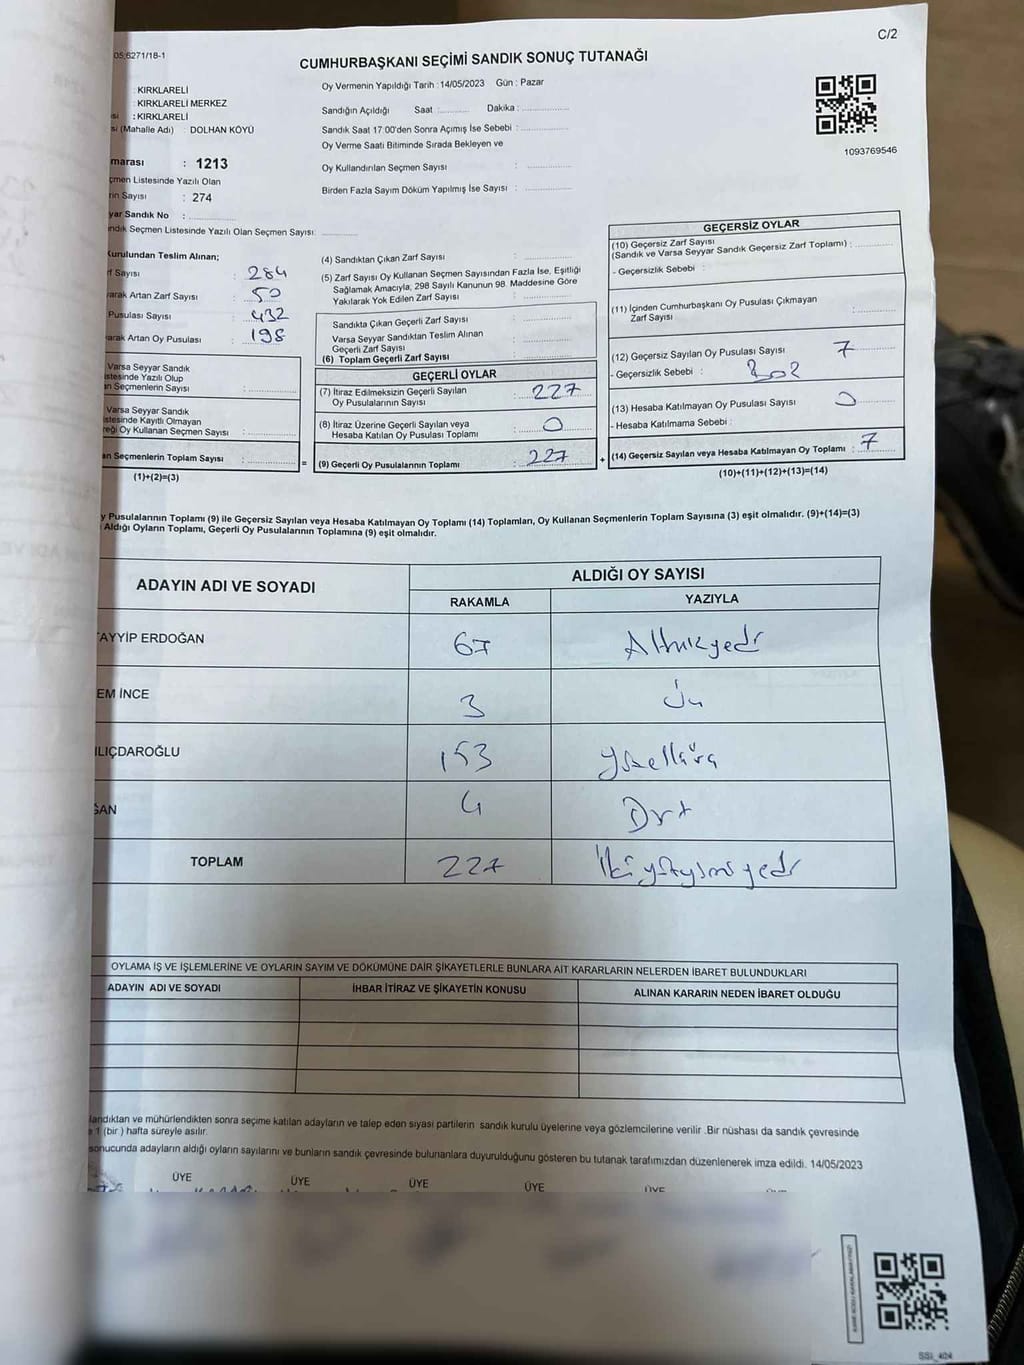 C/2
05:6271/18-1
CUMHURBAŞKANI SEÇİMİ SANDIK SONUÇ TUTANAĞI
: KIRKLARELİ
: KIRKLARELİ MERKEZ
: KIRKLARELİ
(Mahalle Adı) : DOLHAN KÖYÜ
marası : 1213
çmen Listesinde Yazılı Olan
rin Sayısı : 274
yar Sandık No :
ndık Seçmen Listesinde Yazılı Olan Seçmen Sayısı:
Oy Vermenin Yapıldığı Tarih :14/05/2023 Gün : Pazar
Sandığın Açıldığı Saat : Dakika :
Sandık Saat 17 00'den Sonra Açımış İse Sebebi :
Oy Verme Saati Bitiminde Sırada Bekleyen ve
Oy Kullandırılan Seçmen Sayısı :
Birden Fazla Sayım Döküm Yapılmış İse Sayısı :
1093769546
Kurulundan Teslim Alınan;
f Sayısı : 284
arak Artan Zarf Sayısı : 50
Pusulası Sayısı : 432
arak Artan Oy Pusulası : 198
Varsa Seyyar Sandık
istesinde Yazılı Olup
n Seçmenlerin Sayısı :
Varsa Seyyar Sandık
stesinde Kayıtlı Olmayan
reği Oy Kullanan Seçmen Sayısı :
an Seçmenlerin Toplam Sayısı :
(1)+(2)=(3)
(4) Sandıktan Çıkan Zarf Sayısı :
(5) Zarf Sayısı Oy Kullanan Seçmen Sayısından Fazla İse, Eşitliği
Sağlamak Amacıyla, 298 Sayılı Kanunun 98. Maddesine Göre
Yakılarak Yok Edilen Zarf Sayısı :
Sandıkta Çıkan Geçerli Zarf Sayısı :
Varsa Seyyar Sandıktan Teslim Alınan
Geçerli Zarf Sayısı :
(6) Toplam Geçerli Zarf Sayısı :
GEÇERLİ OYLAR
(7) İtiraz Edilmeksizin Geçerli Sayılan
Oy Pusulalarının Sayısı : 227
(8) İtiraz Üzerine Geçerli Sayılan veya
Hesaba Katılan Oy Pusulası Toplamı : 0
= (9) Geçerli Oy Pusulalarının Toplamı : 227
GEÇERSİZ OYLAR
(10) Geçersiz Zarf Sayısı
(Sandık ve Varsa Seyyar Sandık Geçersiz Zarf Toplamı) :
- Geçersizlik Sebebi :
(11) İçinden Cumhurbaşkanı Oy Pusulası Çıkmayan
Zarf Sayısı :
(12) Geçersiz Sayılan Oy Pusulası Sayısı : 7
- Geçersizlik Sebebi :
(13) Hesaba Katılmayan Oy Pusulası Sayısı : 0
- Hesaba Katılmama Sebebi :
+ (14) Geçersiz Sayılan veya Hesaba Katılmayan Oy Toplamı : 7
(10)+(11)+(12)+(13)=(14)
y Pusulalarının Toplamı (9) ile Geçersiz Sayılan veya Hesaba Katılmayan Oy Toplamı (14) Toplamları, Oy Kullanan Seçmenlerin Toplam Sayısına (3) eşit olmalıdır. (9)+(14)=(3)
Aldığı Oyların Toplamı, Geçerli Oy Pusulalarının Toplamına (9) eşit olmalıdır.
ADAYIN ADI VE SOYADI
ALDIĞI OY SAYISI
RAKAMLA YAZIYLA
AYYİP ERDOĞAN 67 Altmışyedi
EM İNCE 3 Üç
ILIÇDAROĞLU 153 Yüzelliüç
ĞAN 4 Dört
TOPLAM 227 İkiyüzyirmiyedi
OYLAMA İŞ VE İŞLEMLERİNE VE OYLARIN SAYIM VE DÖKÜMÜNE DAİR ŞİKAYETLERLE BUNLARA AİT KARARLARIN NELERDEN İBARET BULUNDUKLARI
ADAYIN ADI VE SOYADI İHBAR İTİRAZ VE ŞİKAYETİN KONUSU ALINAN KARARIN NEDEN İBARET OLDUĞU
landıktan ve mühürlendikten sonra seçime katılan adayların ve talep eden siyasi partilerin sandık kurulu üyelerine veya gözlemcilerine verilir .Bir nüshası da sandık çevresinde
1 (bir ) hafta süreyle asılır.
sonucunda adayların aldığı oyların sayılarını ve bunların sandık çevresinde bulunanlara duyurulduğunu gösteren bu tutanak tarafımızdan düzenlenerek imza edildi. 14/05/2023
ÜYE ÜYE ÜYE ÜYE ÜYE
SSI_404